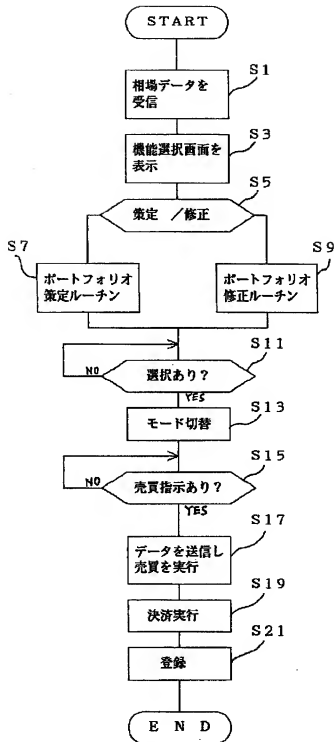 START
S1
相場データを
受信
S3
機能選択画面を
表示
S5
策定 ／修正
S7
S9
ポートフォリオ
策定ルーチン
ポートフォリオ
修正ルーチン
S11
選択あり？
NO
YES
S13
モード切替
S15
売買指示あり？
NO
YES
S17
データを送信し
売買を実行
S19
決済実行
S21
登録
END